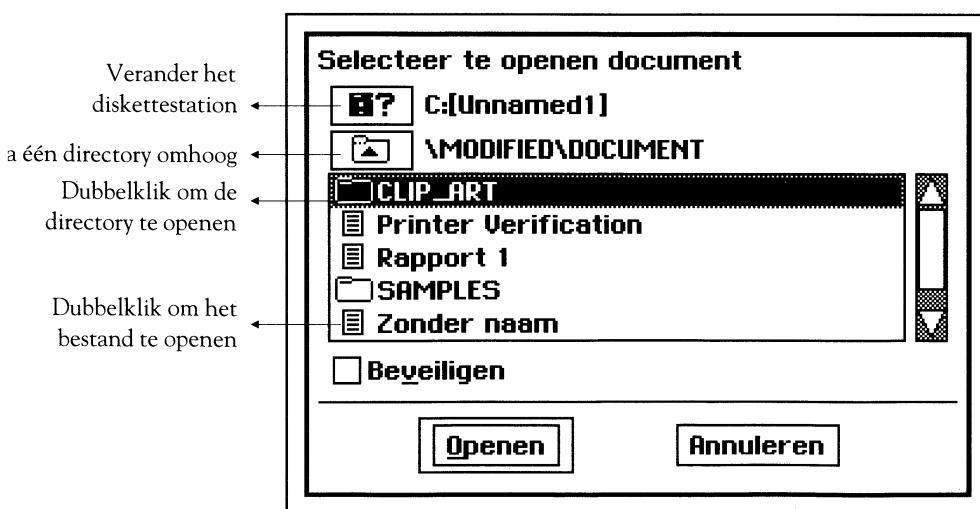 Verander het
diskettestation
a één directory omhoog
Dubbelklik om de
directory te openen
Dubbelklik om het
bestand te openen
Selecteer te openen document
C:[Unnamed1]
\MODIFIED\DOCUMENT
CLIP_ART
Printer Verification
Rapport 1
SAMPLES
Zonder naam
Beveiligen
Openen
Annuleren